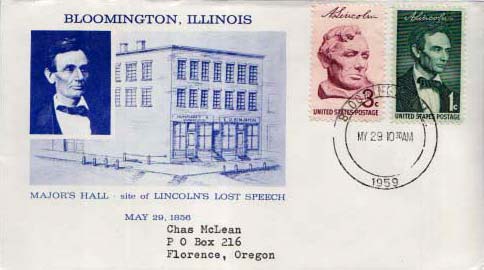 BLOOMINGTON, ILLINOIS
A. Lincoln
3c
UNITED STATES POSTAGE
A. Lincoln
1c
UNITED STATES POSTAGE
MY 29 10 30 AM
1959
MAJOR'S HALL - site of LINCOLN'S LOST SPEECH
MAY 29, 1856
Chas McLean
P O Box 216
Florence, Oregon